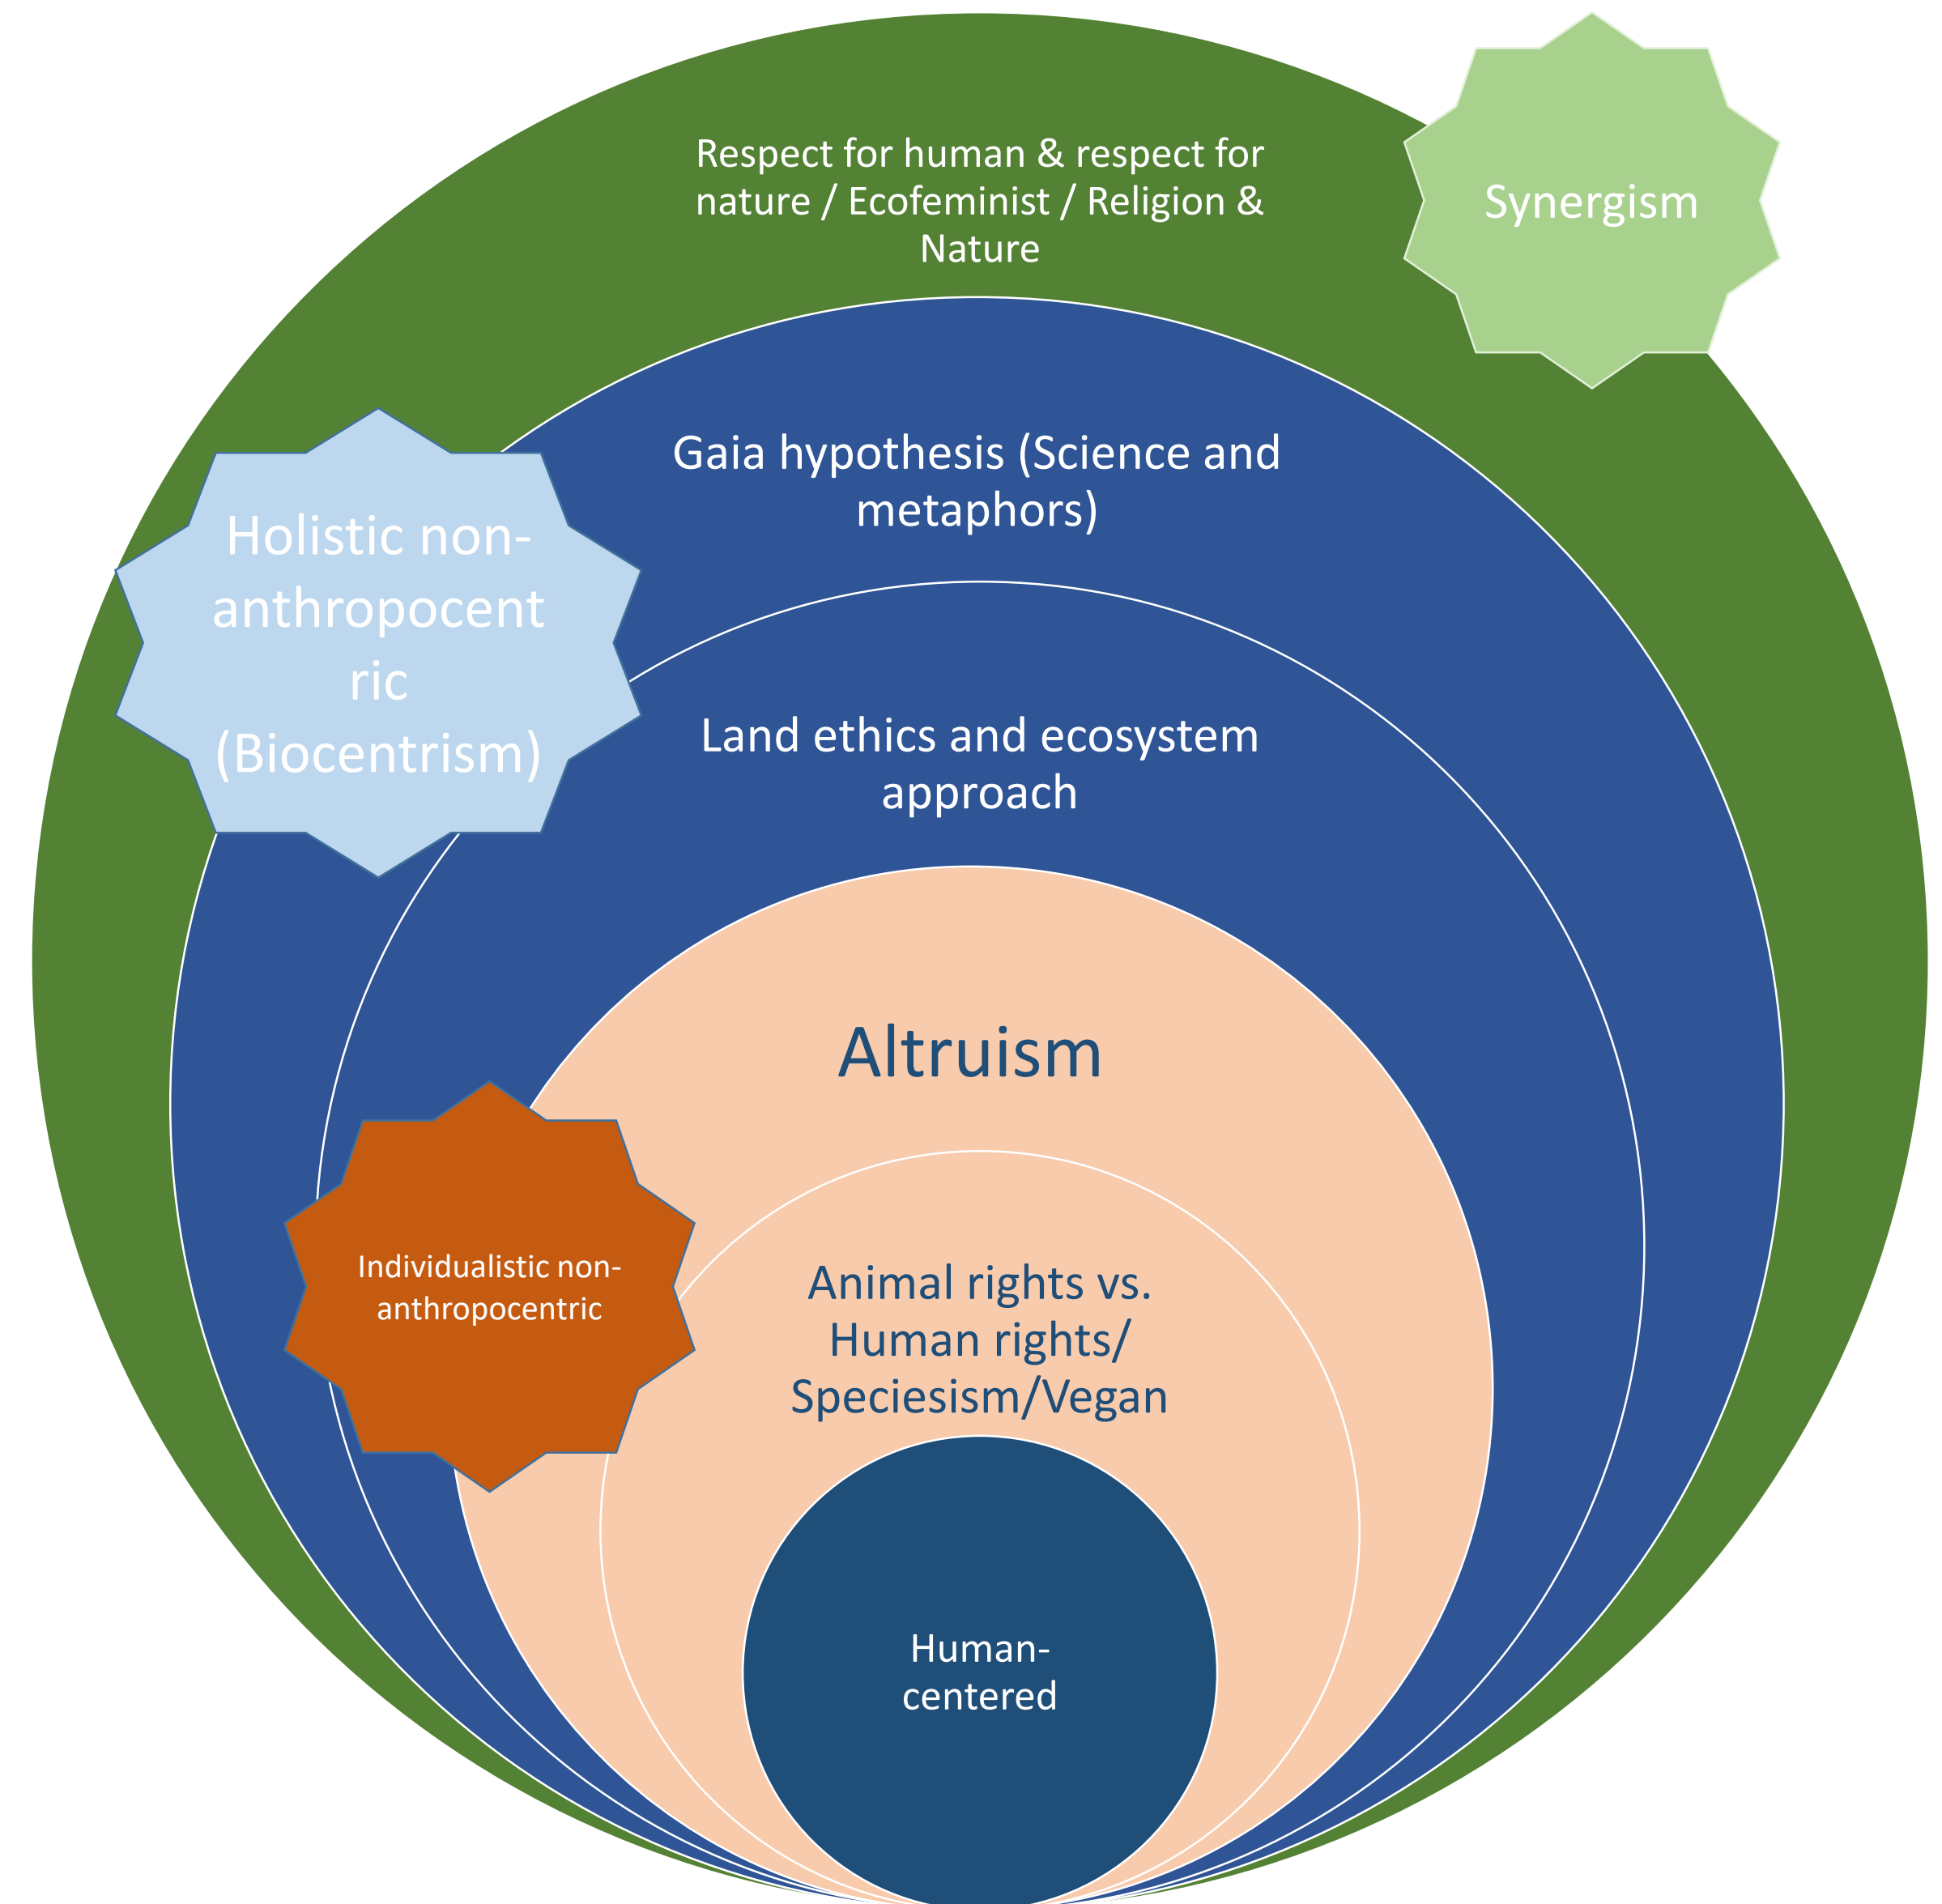 Respect for human & respect for
nature / Ecofeminist / Religion &
Nature
Synergism
Gaia hypothesis (Science and
metaphors)
Holistic non-
anthropocent
ric
(Biocentrism)
Land ethics and ecosystem
approach
Altruism
Individualistic non-
anthropocentric
Animal rights vs.
Human rights/
Speciesism/Vegan
Human-
centered